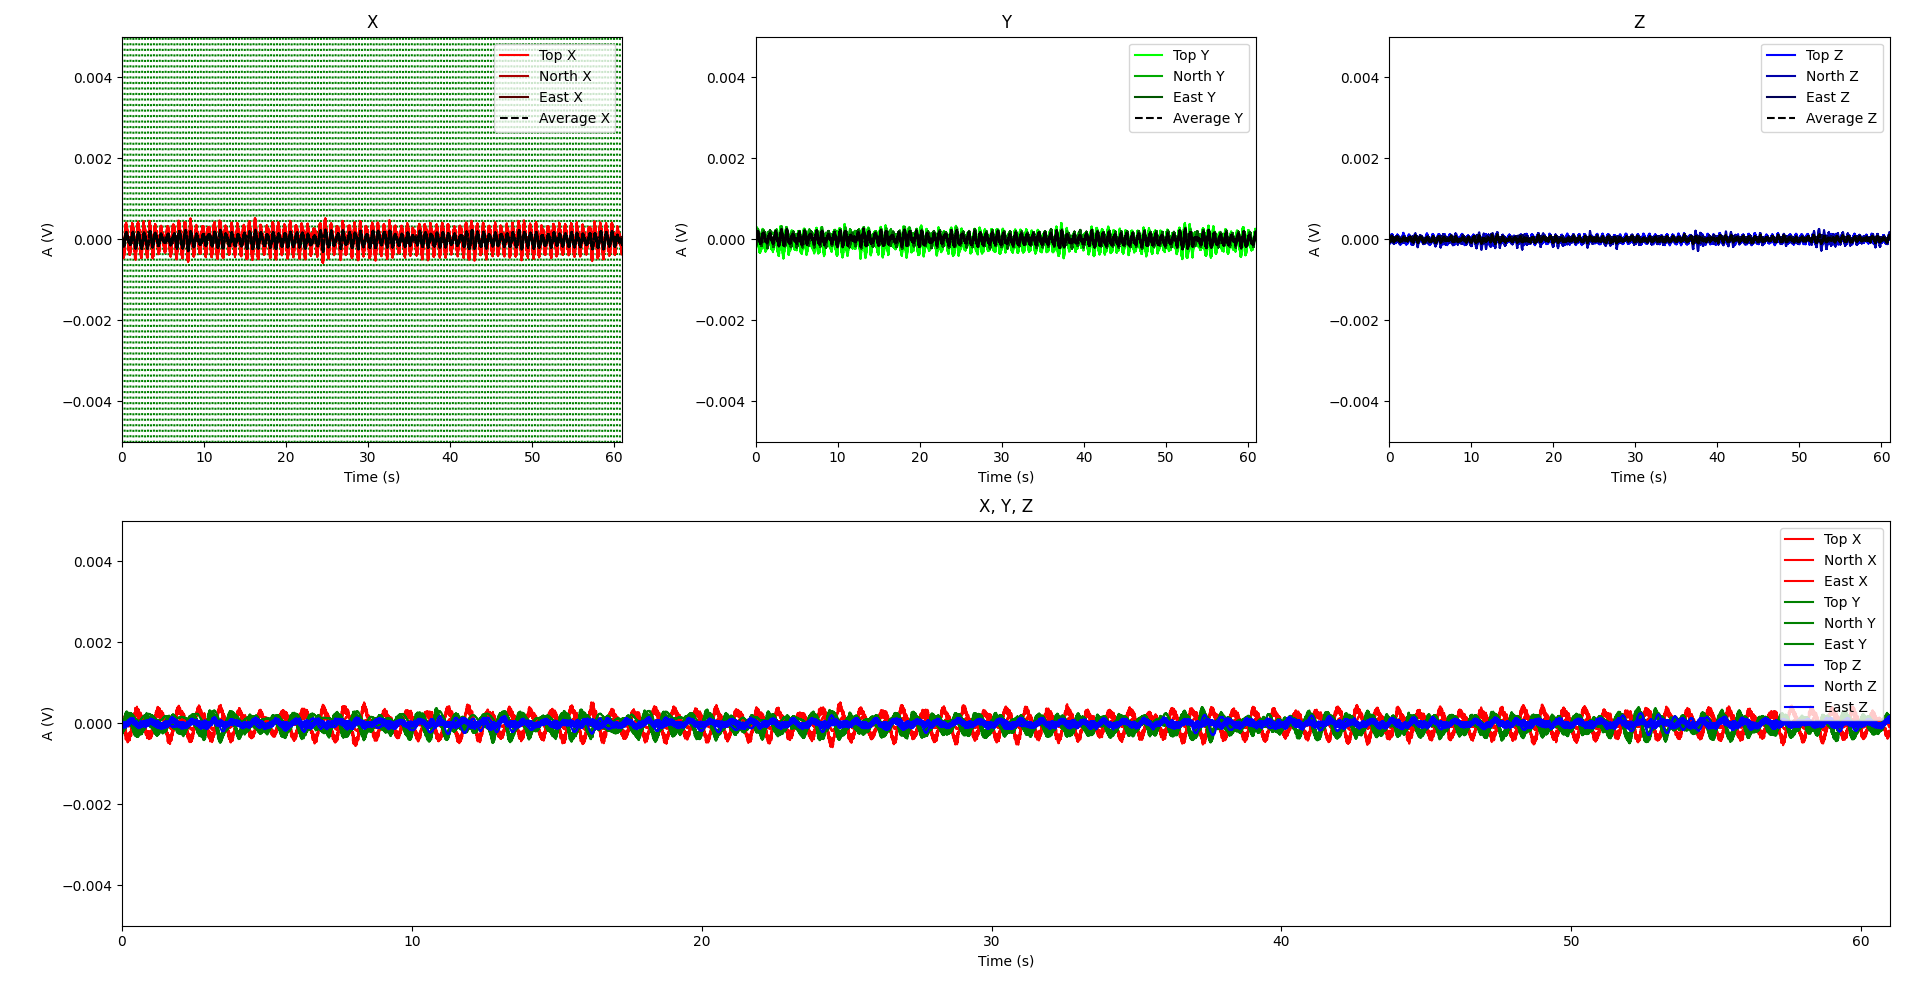 X
Y
Z
0.004
0.002
0.000
−0.002
−0.004
A (V)
0 10 20 30 40 50 60
Time (s)
Top X
North X
East X
Average X
0.004
0.002
0.000
−0.002
−0.004
A (V)
0 10 20 30 40 50 60
Time (s)
Top Y
North Y
East Y
Average Y
0.004
0.002
0.000
−0.002
−0.004
A (V)
0 10 20 30 40 50 60
Time (s)
Top Z
North Z
East Z
Average Z
X, Y, Z
0.004
0.002
0.000
−0.002
−0.004
A (V)
0 10 20 30 40 50 60
Time (s)
Top X
North X
East X
Top Y
North Y
East Y
Top Z
North Z
East Z